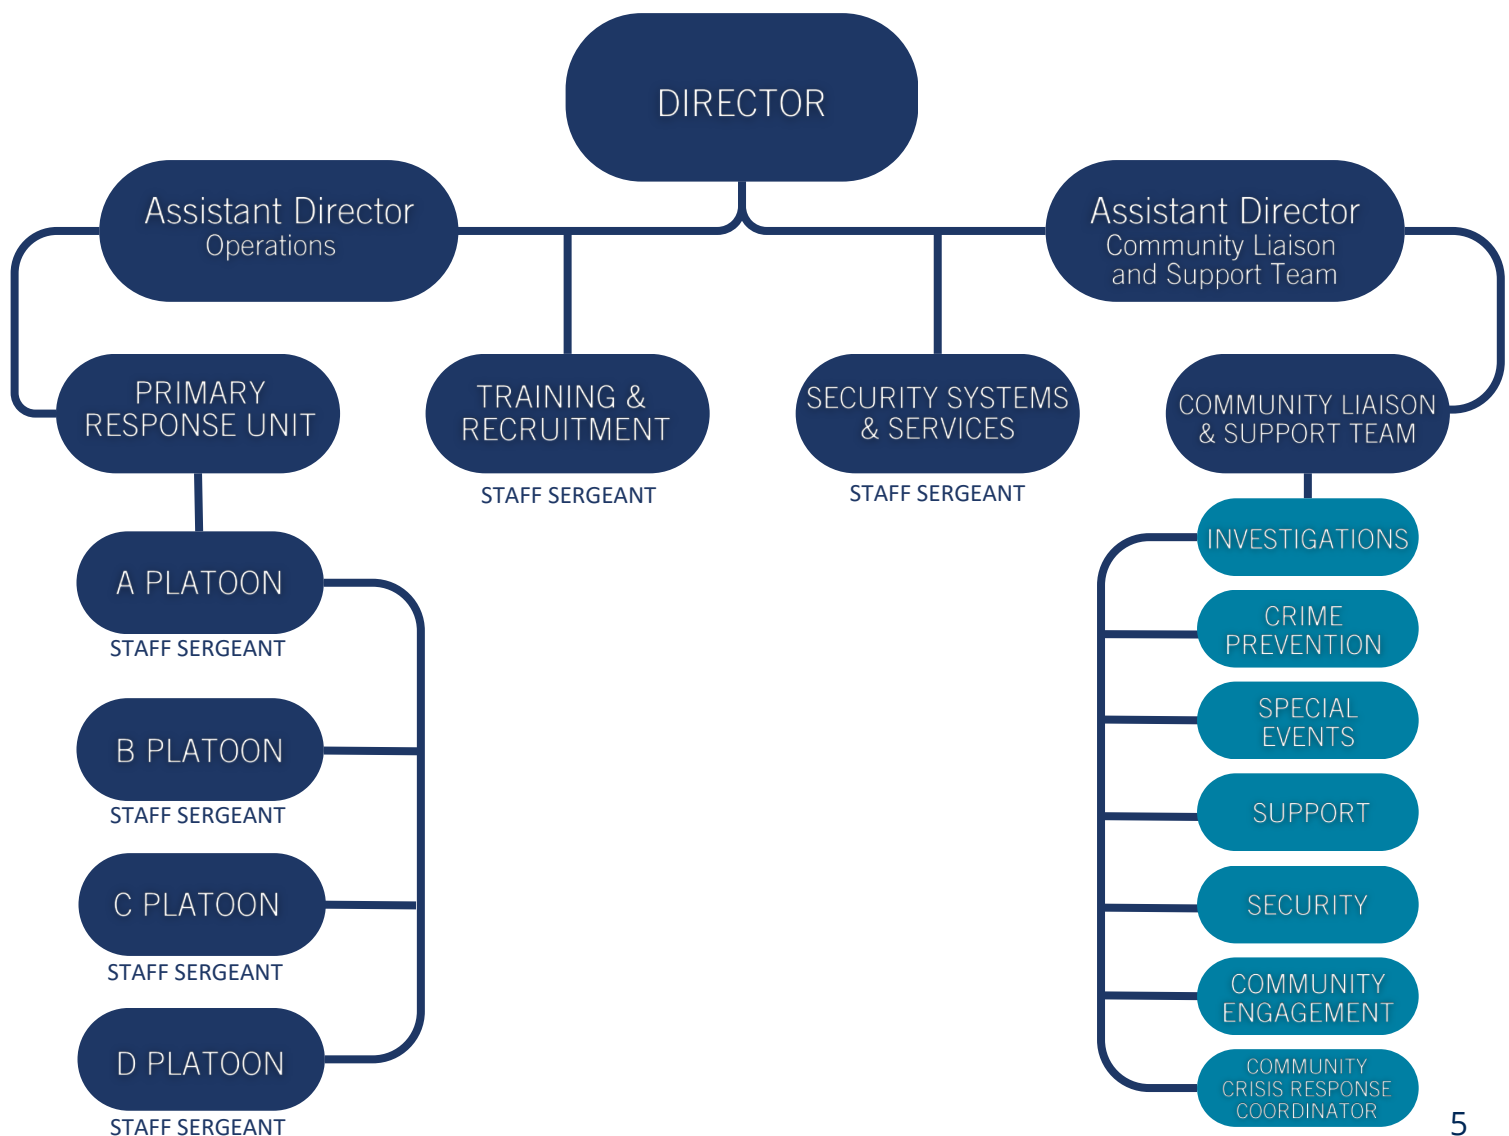 DIRECTOR
Assistant Director
Operations
Assistant Director
Community Liaison
and Support Team
PRIMARY
RESPONSE UNIT
TRAINING &
RECRUITMENT
STAFF SERGEANT
SECURITY SYSTEMS
& SERVICES
STAFF SERGEANT
COMMUNITY LIAISON
& SUPPORT TEAM
A PLATOON
STAFF SERGEANT
B PLATOON
STAFF SERGEANT
C PLATOON
STAFF SERGEANT
D PLATOON
STAFF SERGEANT
INVESTIGATIONS
CRIME
PREVENTION
SPECIAL
EVENTS
SUPPORT
SECURITY
COMMUNITY
ENGAGEMENT
COMMUNITY
CRISIS RESPONSE
COORDINATOR
5